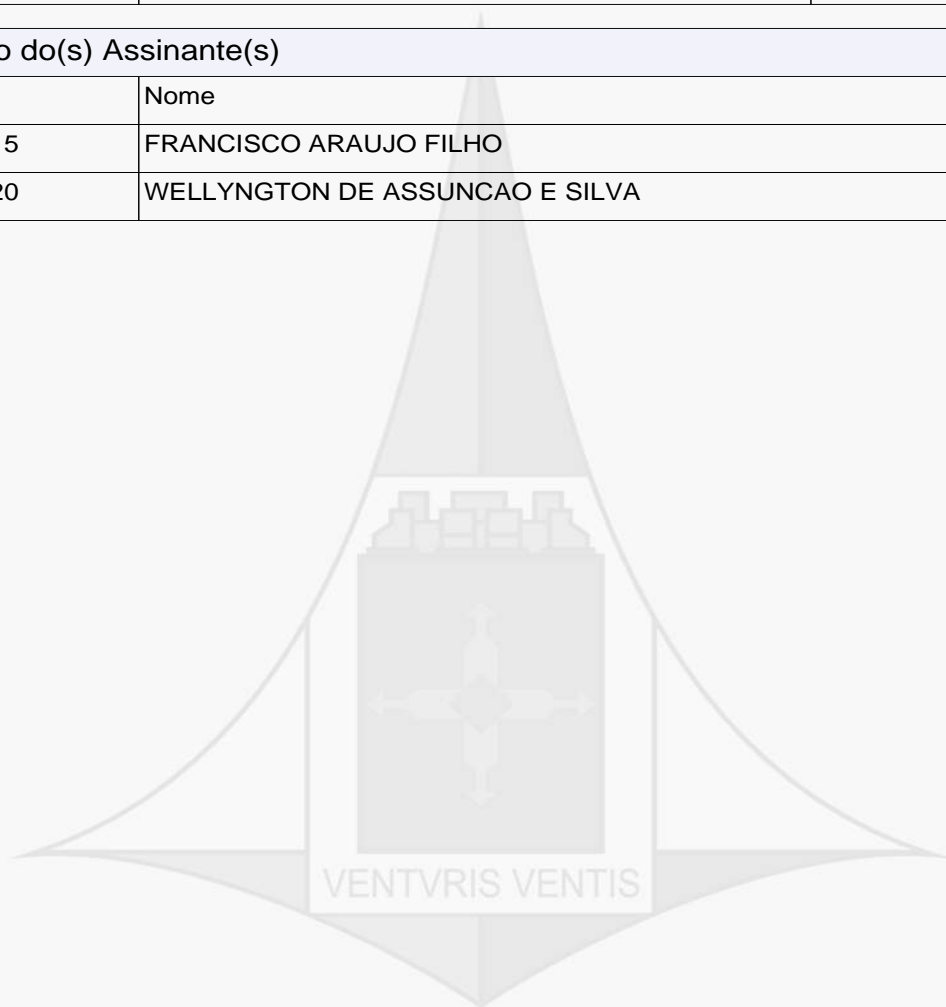 o do(s) Assinante(s)
Nome
5 FRANCISCO ARAUJO FILHO
20 WELLYNGTON DE ASSUNCAO E SILVA
VENTVRIS VENTIS